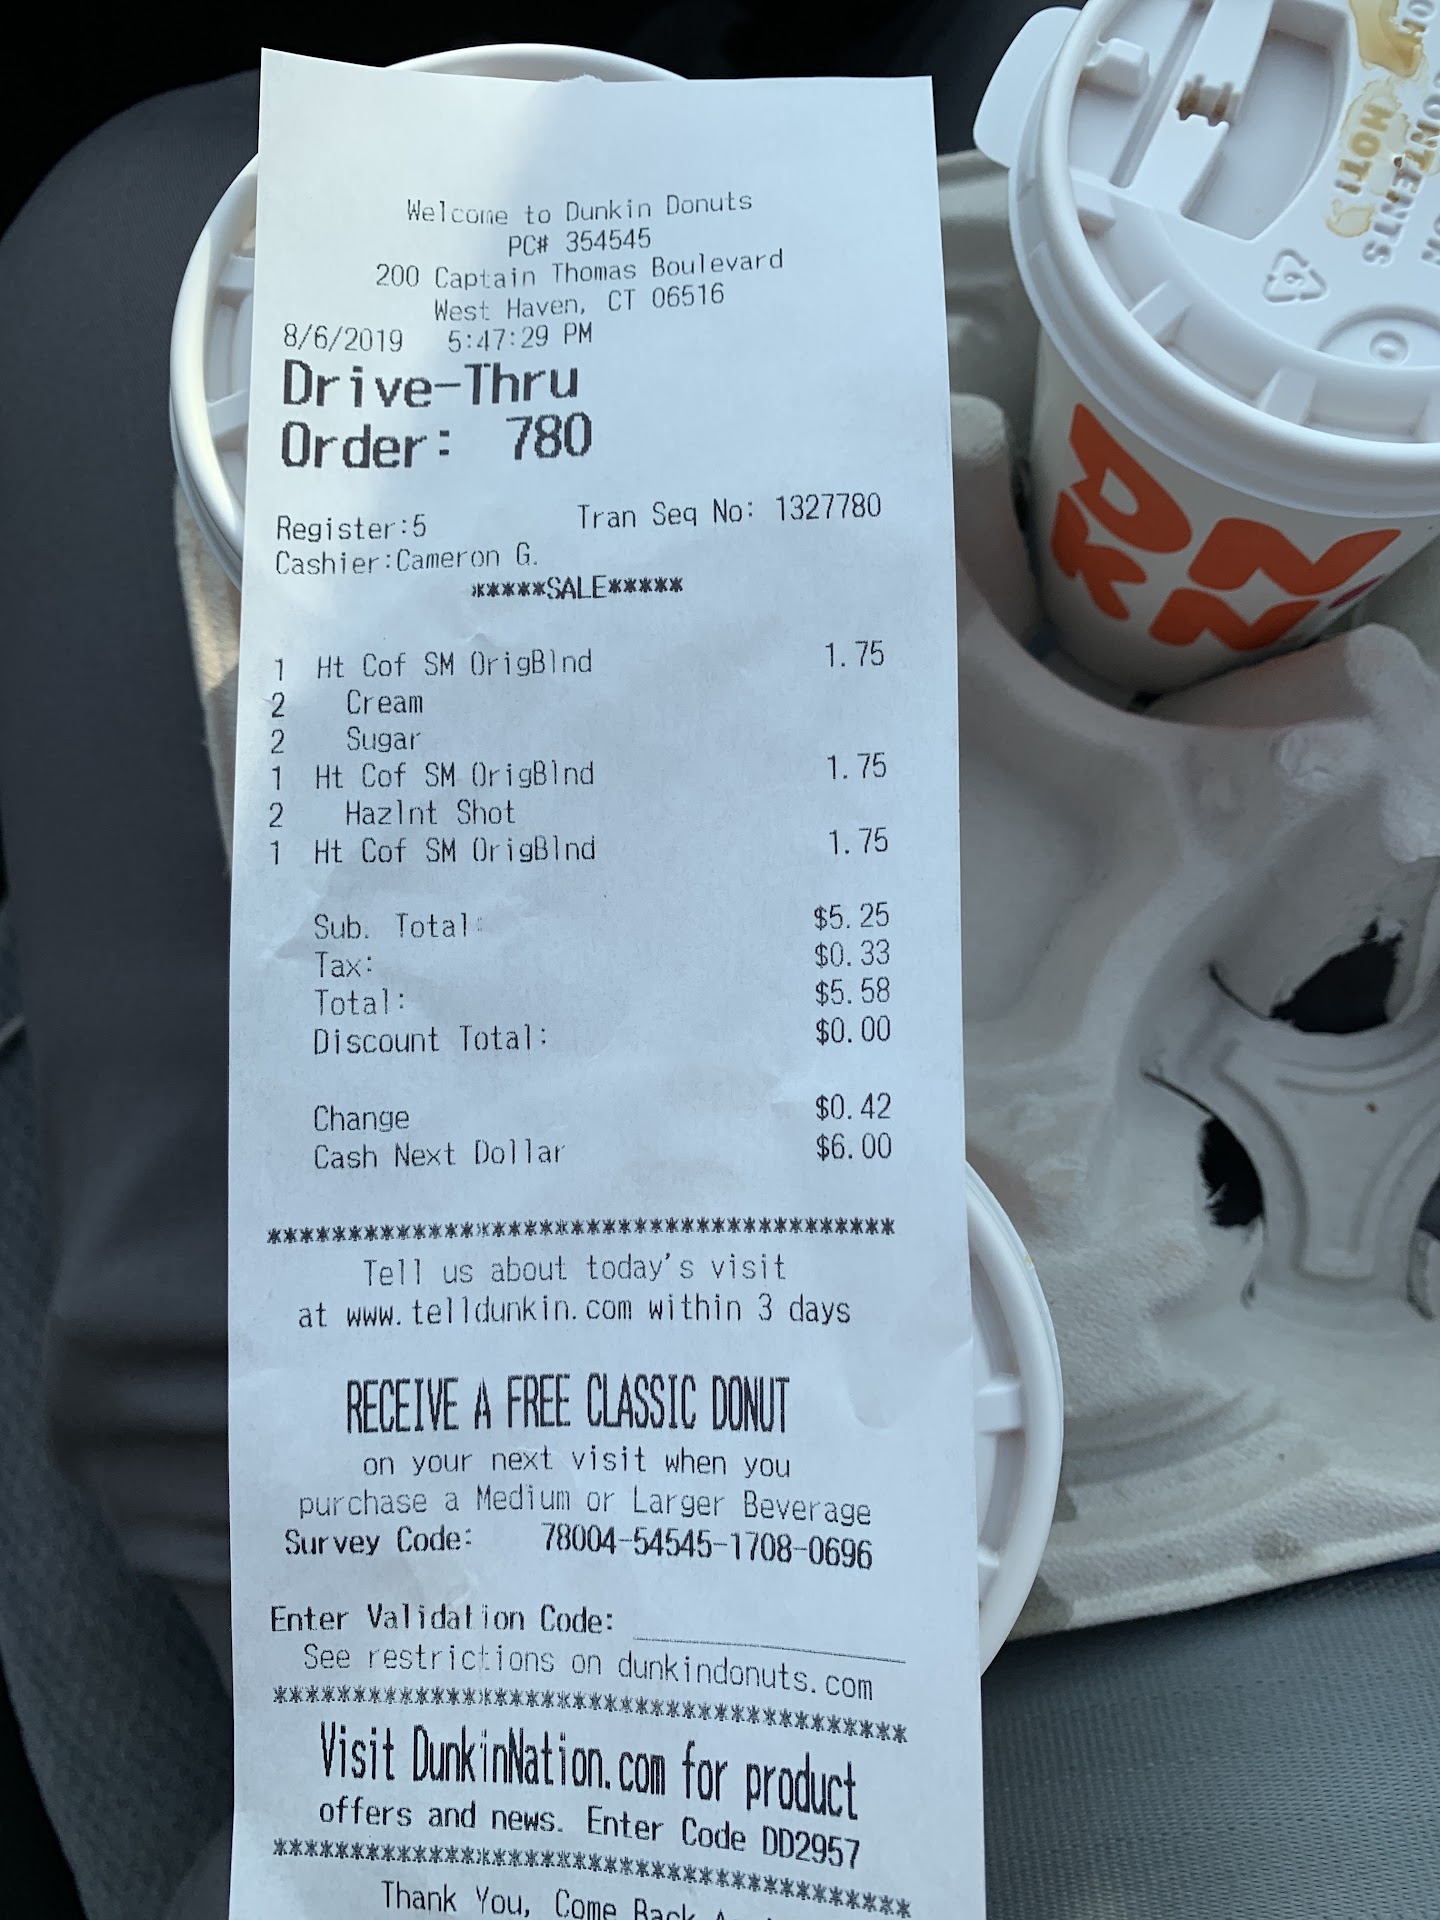 Welcome to Dunkin Donuts
PC# 354545
200 Captain Thomas Boulevard
West Haven, CT 06516
8/6/2019 5:47:29 PM
Drive-Thru
Order: 780
Register:5 Tran Seq No: 1327780
Cashier:Cameron G.
*****SALE*****
1 Ht Cof SM OrigBlnd 1.75
2 Cream
2 Sugar
1 Ht Cof SM OrigBlnd 1.75
2 Hazlnt Shot
1 Ht Cof SM OrigBlnd 1.75
Sub. Total: $5.25
Tax: $0.33
Total: $5.58
Discount Total: $0.00
Change $0.42
Cash Next Dollar $6.00
****************************************
Tell us about today's visit
at www.telldunkin.com within 3 days
RECEIVE A FREE CLASSIC DONUT
on your next visit when you
purchase a Medium or Larger Beverage
Survey Code: 78004-54545-1708-0696
Enter Validation Code: ____________
See restrictions on dunkindonuts.com
****************************************
Visit DunkinNation.com for product
offers and news. Enter Code DD2957
****************************************
Thank You, Come Back
HOT!
CONTENTS
DUN
KIN